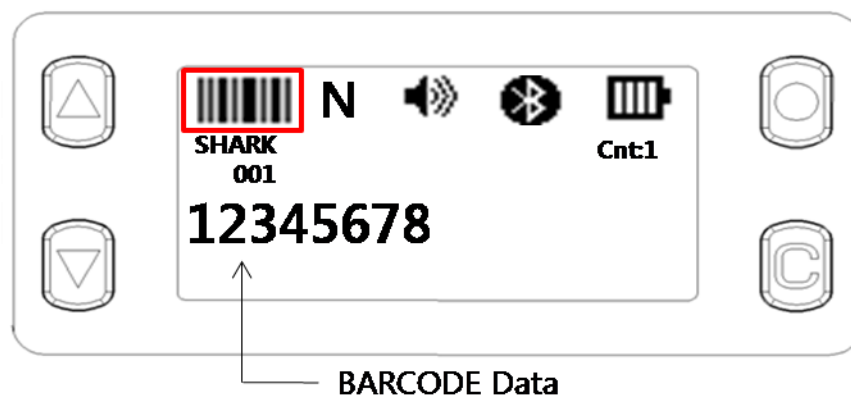 N
SHARK
Cnt:1
001
12345678
C
BARCODE Data